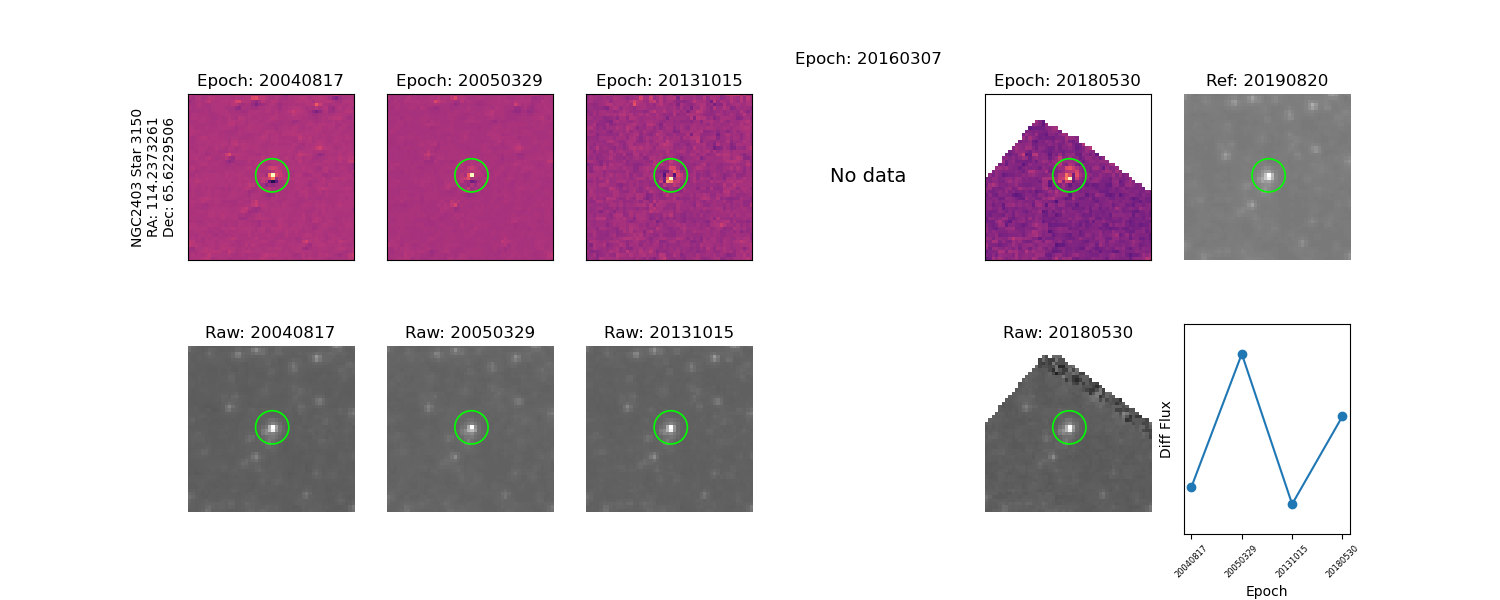 Epoch: 20160307
Epoch: 20040817
Epoch: 20050329
Epoch: 20131015
Epoch: 20180530
Ref: 20190820
NGC2403 Star 3150
RA: 114.2373261
Dec: 65.6229506
No data
Raw: 20040817
Raw: 20050329
Raw: 20131015
Raw: 20180530
Diff Flux
20040817
20050329
20131015
20180530
Epoch